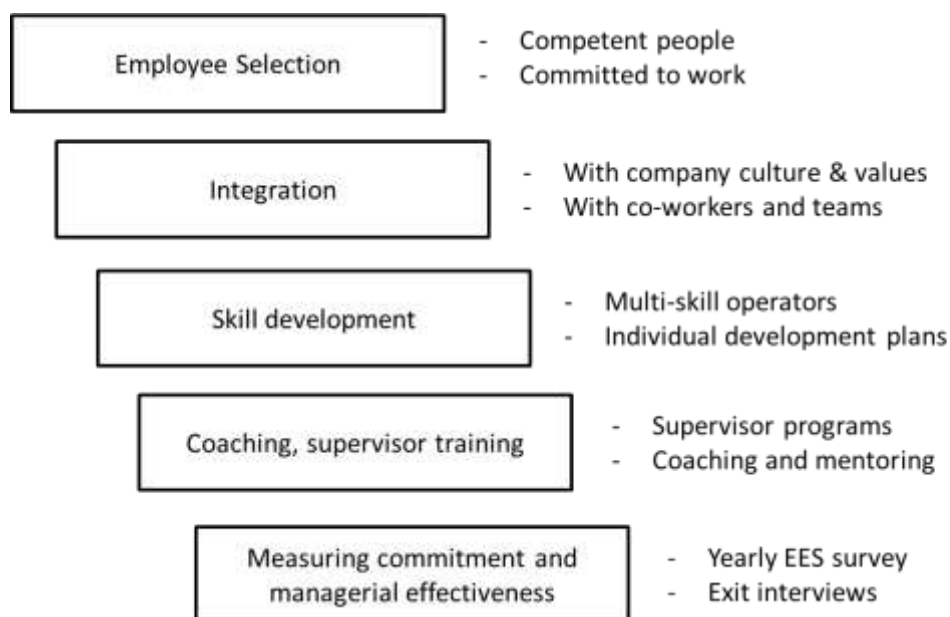 Employee Selection
- Competent people
- Committed to work
Integration
- With company culture & values
- With co-workers and teams
Skill development
- Multi-skill operators
- Individual development plans
Coaching, supervisor training
- Supervisor programs
- Coaching and mentoring
Measuring commitment and
managerial effectiveness
- Yearly EES survey
- Exit interviews